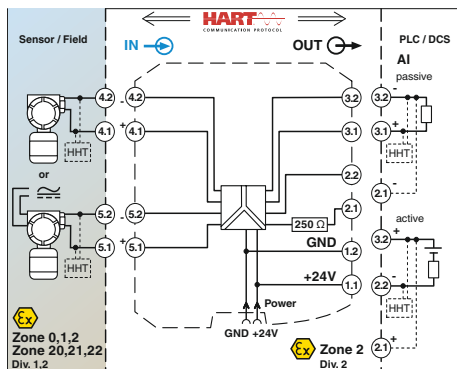 Sensor / Field
HART
COMMUNICATION PROTOCOL
PLC / DCS
IN
OUT
AI
passive
4.2
-
4.2
3.2
3.2
-
4.1
+
4.1
3.1
3.1
+
HHT
HHT
or
2.2
2.1
-
5.2
-
5.2
250 Ω
2.1
active
GND
1.2
3.2
+
5.1
+
5.1
HHT
+24V
1.1
2.2
-
HHT
Power
Ex
GND +24V
Ex
Zone 2
2.1
+
Zone 0,1,2
Zone 20,21,22
Div. 1,2
Div. 2